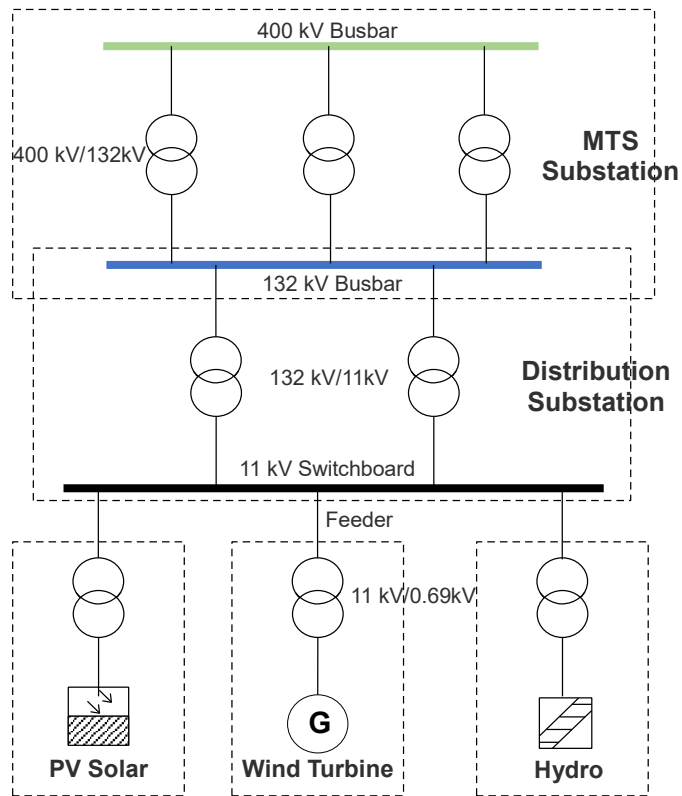 400 kV Busbar
400 kV/132kV
MTS
Substation
132 kV Busbar
132 kV/11kV
Distribution
Substation
11 kV Switchboard
Feeder
11 kV/0.69kV
G
PV Solar
Wind Turbine
Hydro